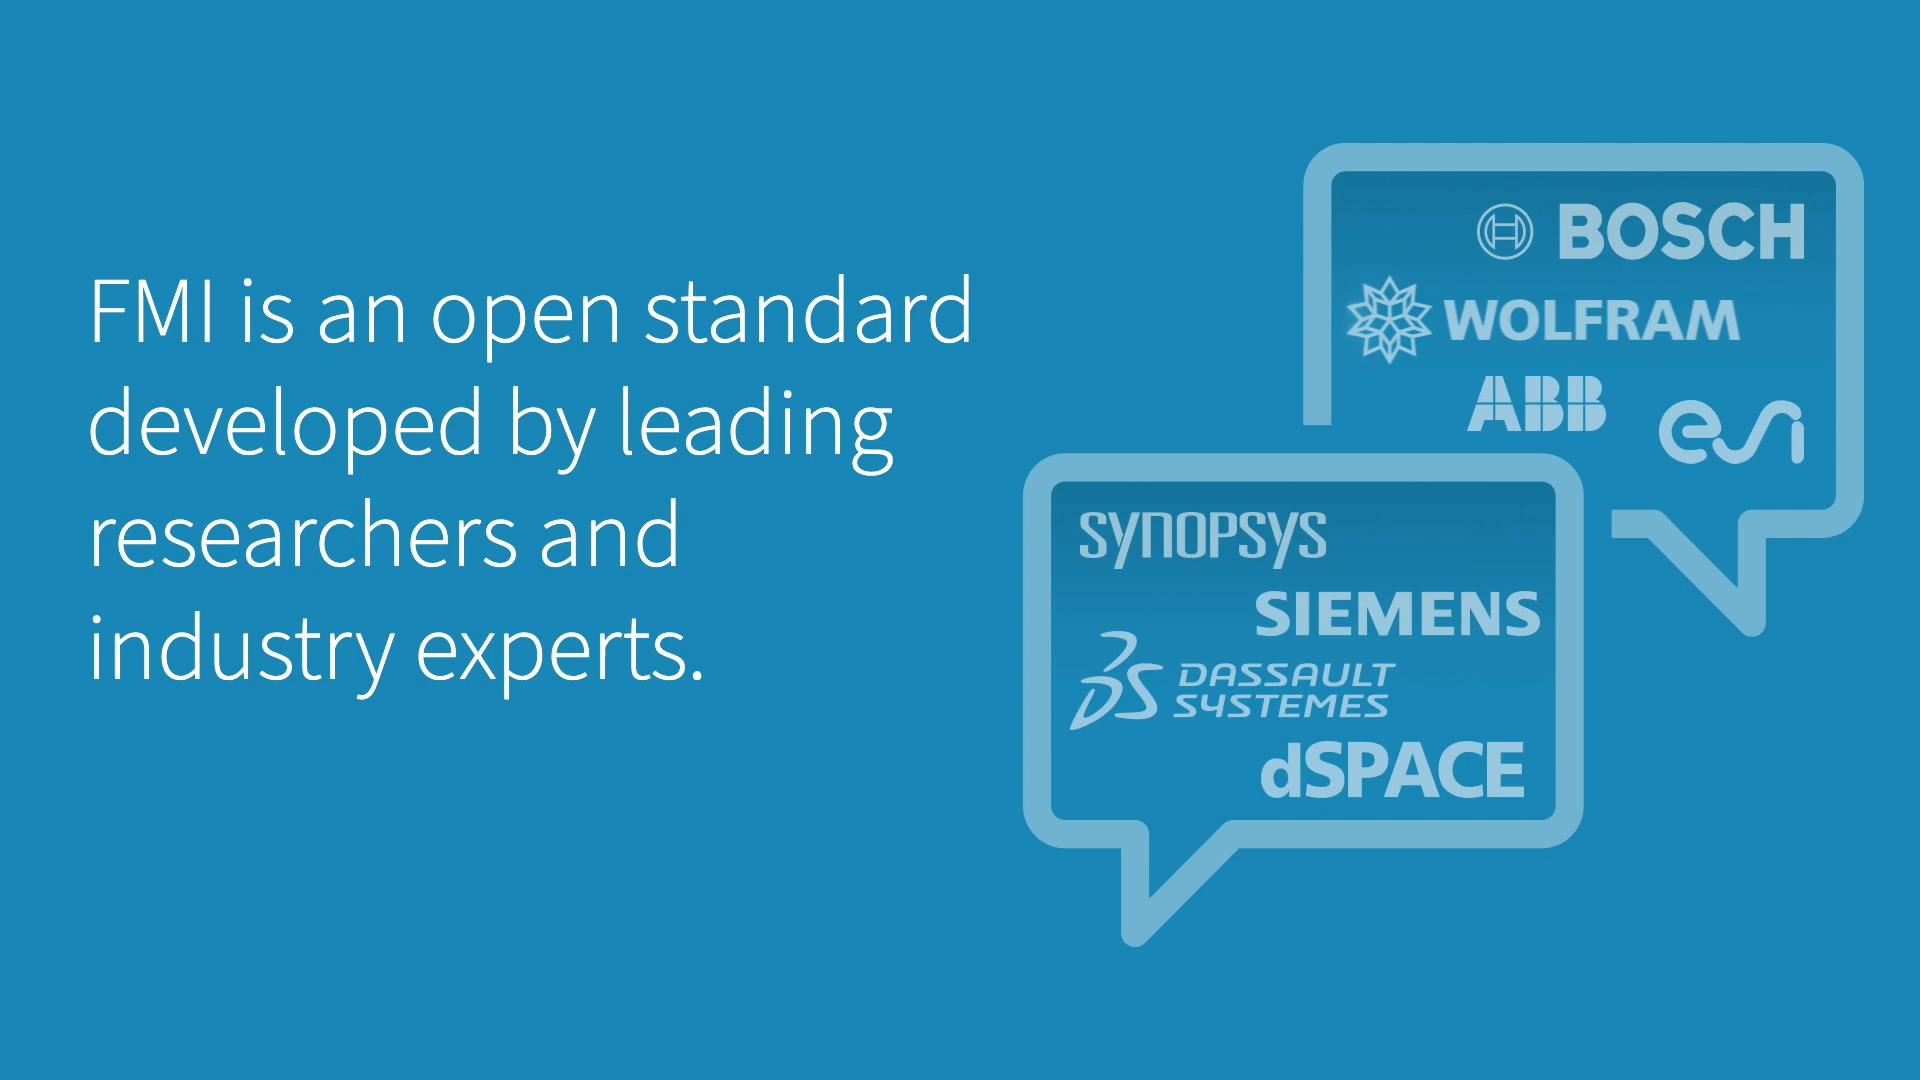 FMI is an open standard
developed by leading
researchers and
industry experts.
BOSCH
WOLFRAM
ABB
esi
SYNOPSYS
SIEMENS
DASSAULT
SYSTEMES
dSPACE